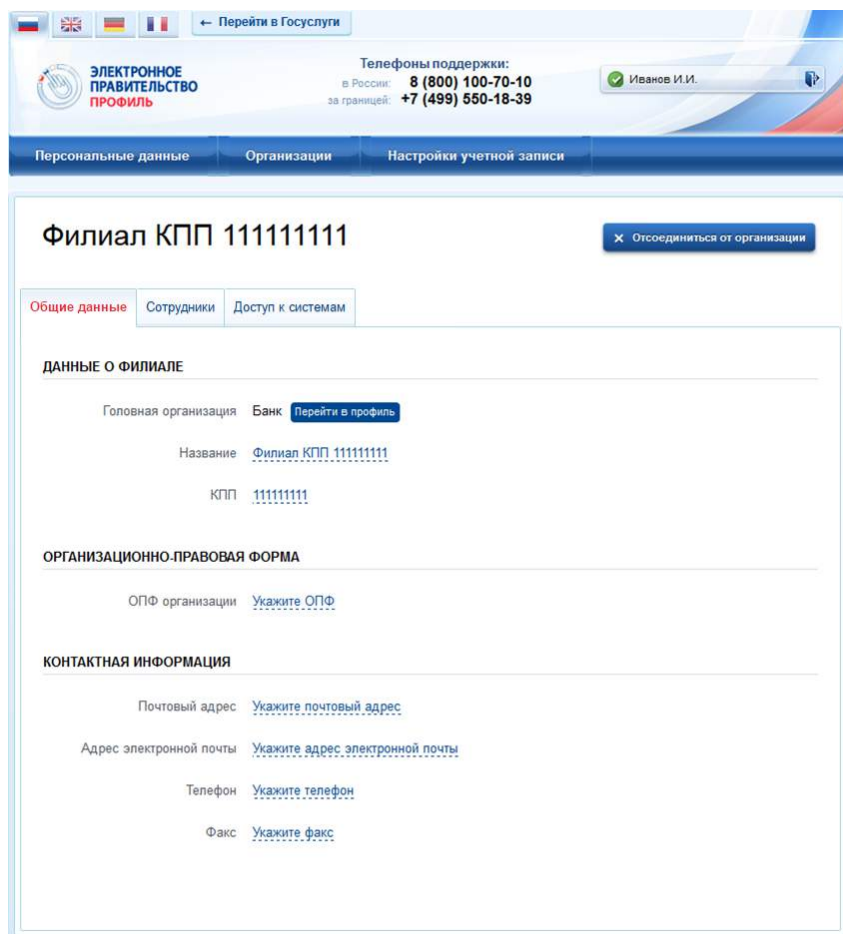 ← Перейти в Госуслуги
ЭЛЕКТРОННОЕ
ПРАВИТЕЛЬСТВО
ПРОФИЛЬ
Телефоны поддержки:
в России: 8 (800) 100-70-10
за границей: +7 (499) 550-18-39
Иванов И.И.
Персональные данные Организации Настройки учетной записи
Филиал КПП 111111111
× Отсоединиться от организации
Общие данные Сотрудники Доступ к системам
ДАННЫЕ О ФИЛИАЛЕ
Головная организация Банк Перейти в профиль
Название Филиал КПП 111111111
КПП 111111111
ОРГАНИЗАЦИОННО-ПРАВОВАЯ ФОРМА
ОПФ организации Укажите ОПФ
КОНТАКТНАЯ ИНФОРМАЦИЯ
Почтовый адрес Укажите почтовый адрес
Адрес электронной почты Укажите адрес электронной почты
Телефон Укажите телефон
Факс Укажите факс